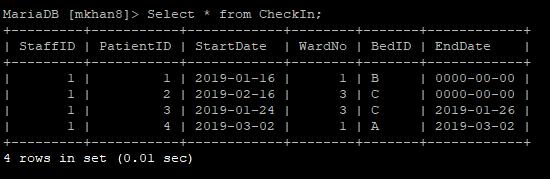 MariaDB [mkhan8]> Select * from CheckIn;
+---------+-----------+------------+--------+-------+------------+
| StaffID | PatientID | StartDate  | WardNo | BedID | EndDate    |
+---------+-----------+------------+--------+-------+------------+
|       1 |         1 | 2019-01-16 |      1 | B     | 0000-00-00 |
|       1 |         2 | 2019-02-16 |      3 | C     | 0000-00-00 |
|       1 |         3 | 2019-01-24 |      3 | C     | 2019-01-26 |
|       1 |         4 | 2019-03-02 |      1 | A     | 2019-03-02 |
+---------+-----------+------------+--------+-------+------------+
4 rows in set (0.01 sec)